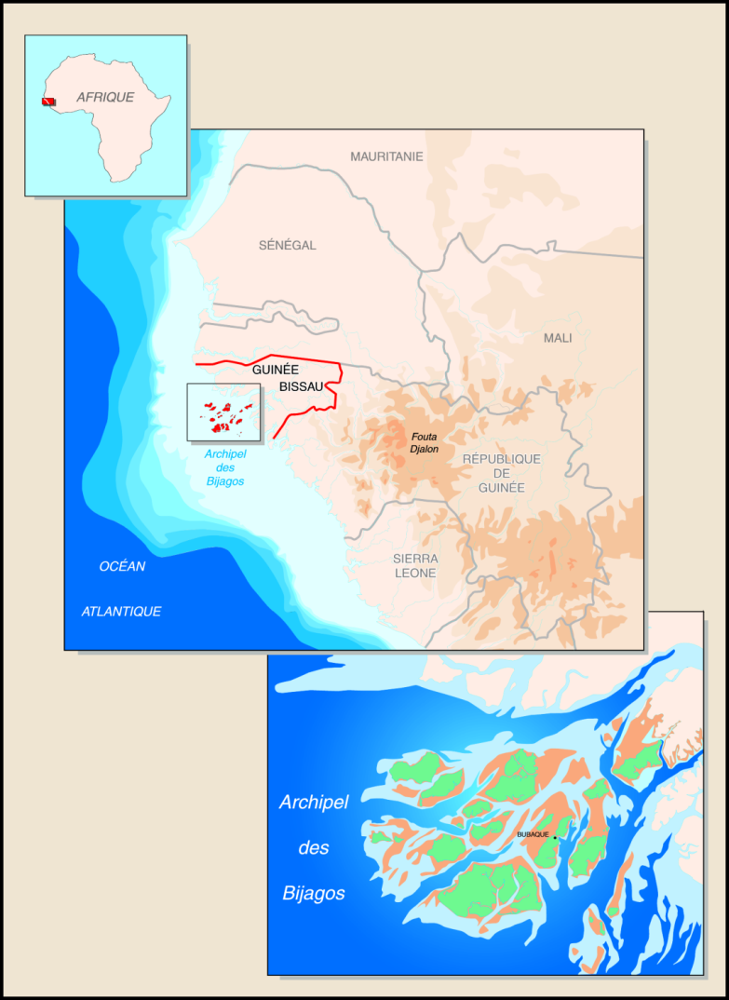 AFRIQUE
MAURITANIE
SÉNÉGAL
MALI
GUINÉE
BISSAU
Fouta
Djalon
Archipel
des
Bijagos
RÉPUBLIQUE
DE
GUINÉE
SIERRA
LEONE
OCÉAN
ATLANTIQUE
Archipel
des
Bijagos
BUBAQUE